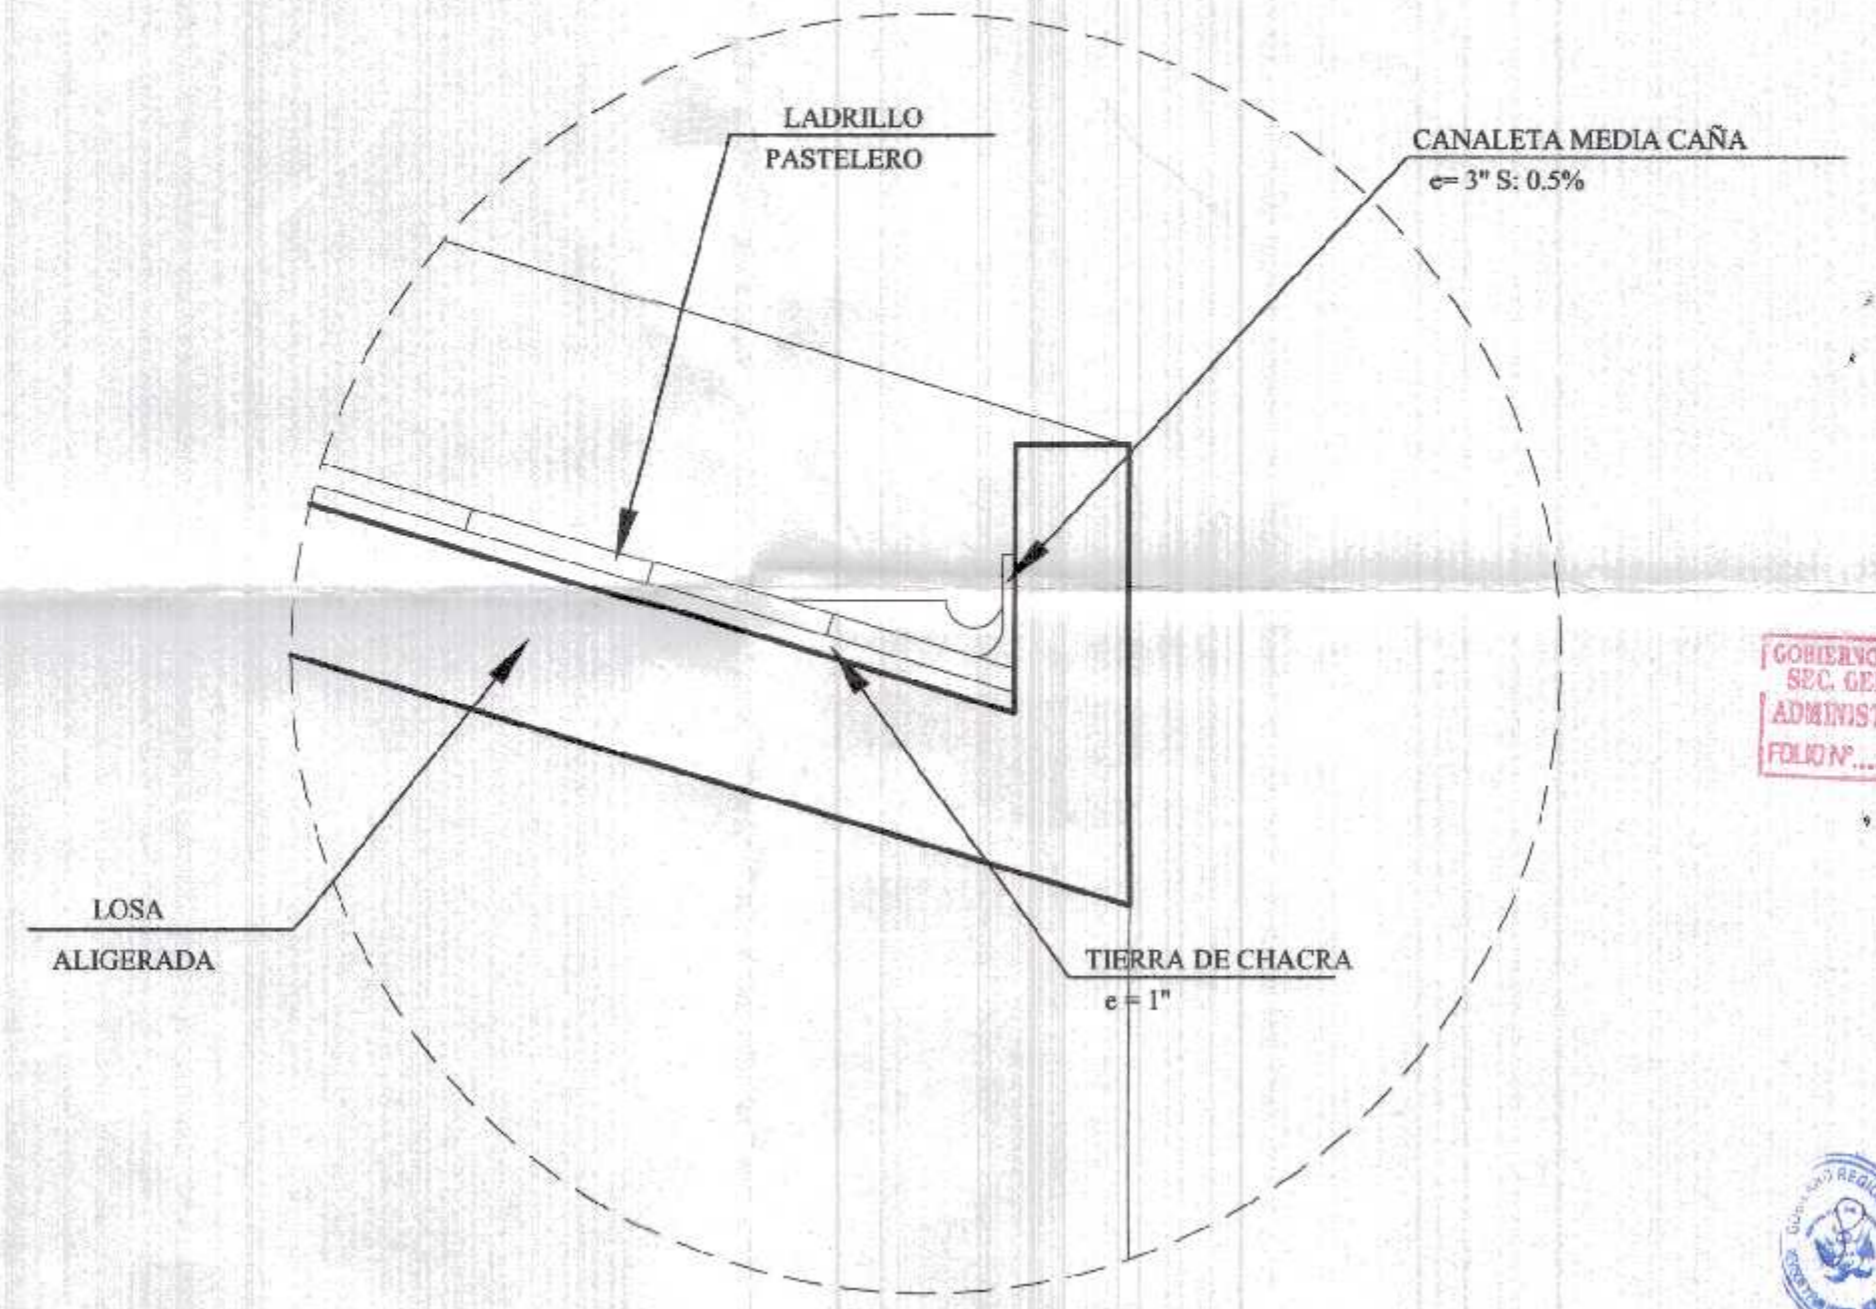 LADRILLO
PASTELERO
CANALETA MEDIA CAÑA
e= 3" S: 0.5%
LOSA
ALIGERADA
TIERRA DE CHACRA
e = 1"
GOBIERNO
SEC. GE
ADMINIST
FOLIO Nº...